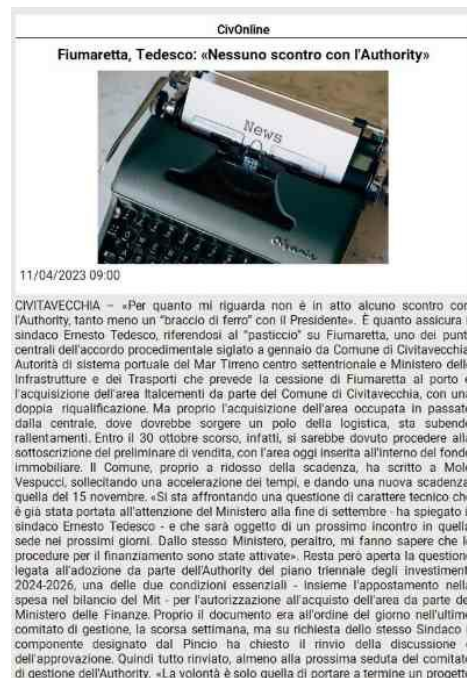 CivOnline
Fiumaretta, Tedesco: «Nessuno scontro con l'Authority»
News
Olympia
11/04/2023 09:00
CIVITAVECCHIA – «Per quanto mi riguarda non è in atto alcuno scontro con
l'Authority, tanto meno un "braccio di ferro" con il Presidente». È quanto assicura
sindaco Ernesto Tedesco, riferendosi al "pasticcio" su Fiumaretta, uno dei punt
centrali dell'accordo procedimentale siglato a gennaio da Comune di Civitavecchia
Autorità di sistema portuale del Mar Tirreno centro settentrionale e Ministero delle
Infrastrutture e dei Trasporti che prevede la cessione di Fiumaretta al porto
l'acquisizione dell'area Italcementi da parte del Comune di Civitavecchia, con una
doppia riqualificazione. Ma proprio l'acquisizione dell'area occupata in passato
dalla centrale, dove dovrebbe sorgere un polo della logistica, sta subendo
rallentamenti. Entro il 30 ottobre scorso, infatti, si sarebbe dovuto procedere alla
sottoscrizione del preliminare di vendita, con l'area oggi inserita all'interno del fondo
immobiliare. Il Comune, proprio a ridosso della scadenza, ha scritto a Molo
Vespucci, sollecitando una accelerazione dei tempi, e dando una nuova scadenza
quella del 15 novembre. «Si sta affrontando una questione di carattere tecnico che
è già stata portata all'attenzione del Ministero alla fine di settembre - ha spiegato
sindaco Ernesto Tedesco - e che sarà oggetto di un prossimo incontro in quella
sede nei prossimi giorni. Dallo stesso Ministero, peraltro, mi fanno sapere che le
procedure per il finanziamento sono state attivate». Resta però aperta la questione
legata all'adozione da parte dell'Authority del piano triennale degli investiment
2024-2026, una delle due condizioni essenziali - insieme l'appostamento nella
spesa nel bilancio del Mit - per l'autorizzazione all'acquisto dell'area da parte del
Ministero delle Finanze. Proprio il documento era all'ordine del giorno nell'ultimo
comitato di gestione, la scorsa settimana, ma su richiesta dello stesso Sindaco
componente designato dal Pincio ha chiesto il rinvio della discussione e
dell'approvazione. Quindi tutto rinviato, almeno alla prossima seduta del comitato
di gestione dell'Authority. «La volontà è solo quella di portare a termine un progetto